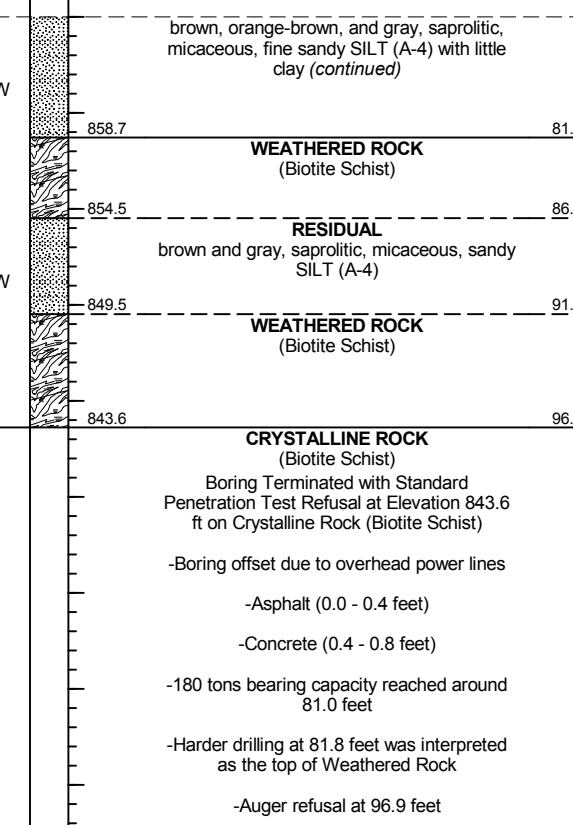 brown, orange-brown, and gray, saprolitic,
micaceous, fine sandy SILT (A-4) with little
clay (continued)
W
858.7 81.
WEATHERED ROCK
(Biotite Schist)
854.5 86.
RESIDUAL
brown and gray, saprolitic, micaceous, sandy
SILT (A-4)
W
849.5 91.
WEATHERED ROCK
(Biotite Schist)
843.6 96.
CRYSTALLINE ROCK
(Biotite Schist)
Boring Terminated with Standard
Penetration Test Refusal at Elevation 843.6
ft on Crystalline Rock (Biotite Schist)
-Boring offset due to overhead power lines
-Asphalt (0.0 - 0.4 feet)
-Concrete (0.4 - 0.8 feet)
-180 tons bearing capacity reached around
81.0 feet
-Harder drilling at 81.8 feet was interpreted
as the top of Weathered Rock
-Auger refusal at 96.9 feet